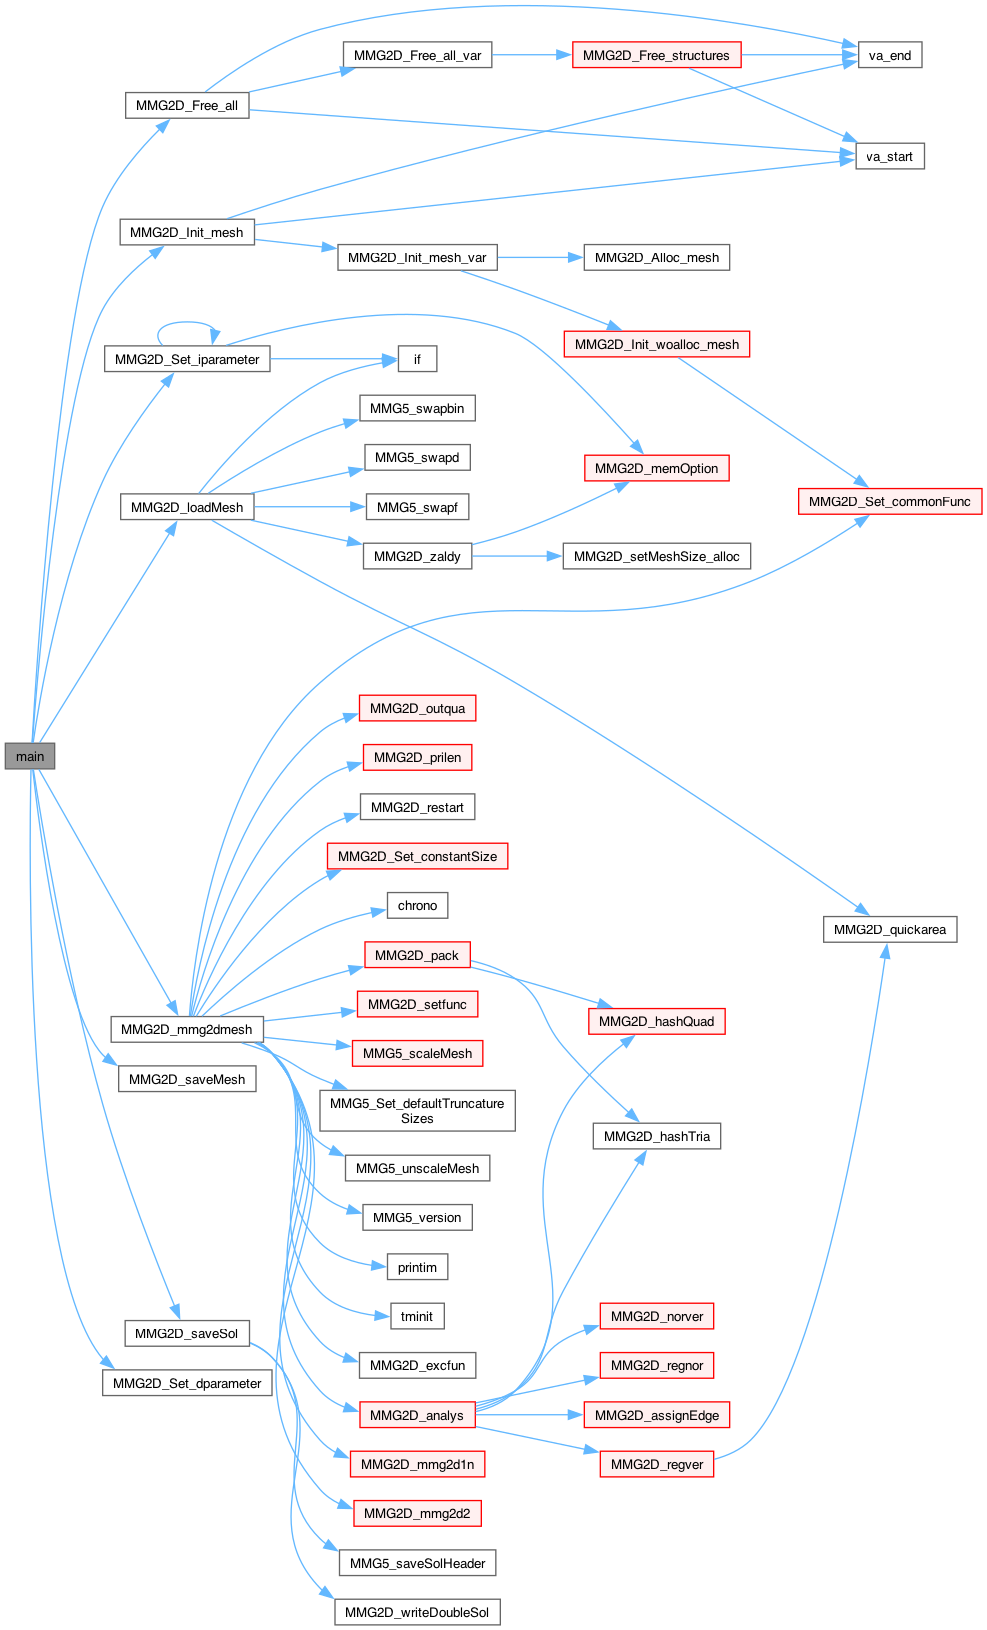 MMG2D_Free_all_var
MMG2D_Free_structures
va_end
MMG2D_Free_all
va_start
MMG2D_Init_mesh
MMG2D_Init_mesh_var
MMG2D_Alloc_mesh
MMG2D_Init_woalloc_mesh
MMG2D_Set_iparameter
if
MMG5_swapbin
MMG5_swapd
MMG2D_memOption
MMG2D_loadMesh
MMG5_swapf
MMG2D_Set_commonFunc
MMG2D_zaldy
MMG2D_setMeshSize_alloc
MMG2D_outqua
main
MMG2D_prilen
MMG2D_restart
MMG2D_Set_constantSize
chrono
MMG2D_quickarea
MMG2D_pack
MMG2D_setfunc
MMG2D_hashQuad
MMG2D_mmg2dmesh
MMG5_scaleMesh
MMG2D_saveMesh
MMG5_Set_defaultTruncature
Sizes
MMG2D_hashTria
MMG5_unscaleMesh
MMG5_version
printim
tminit
MMG2D_norver
MMG2D_saveSol
MMG2D_excfun
MMG2D_regnor
MMG2D_Set_dparameter
MMG2D_analys
MMG2D_assignEdge
MMG2D_mmg2d1n
MMG2D_regver
MMG2D_mmg2d2
MMG5_saveSolHeader
MMG2D_writeDoubleSol